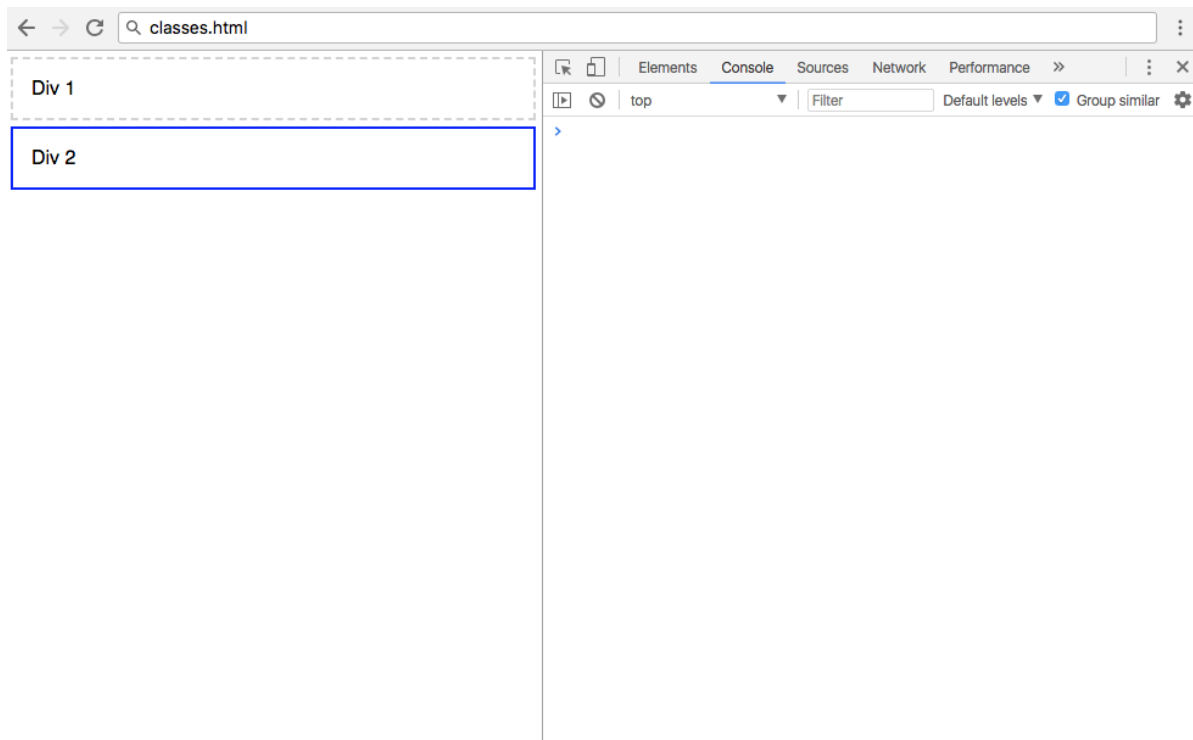 classes.html
Div 1
Div 2
Elements Console Sources Network Performance »
top ▼ Filter Default levels ▼ Group similar
›